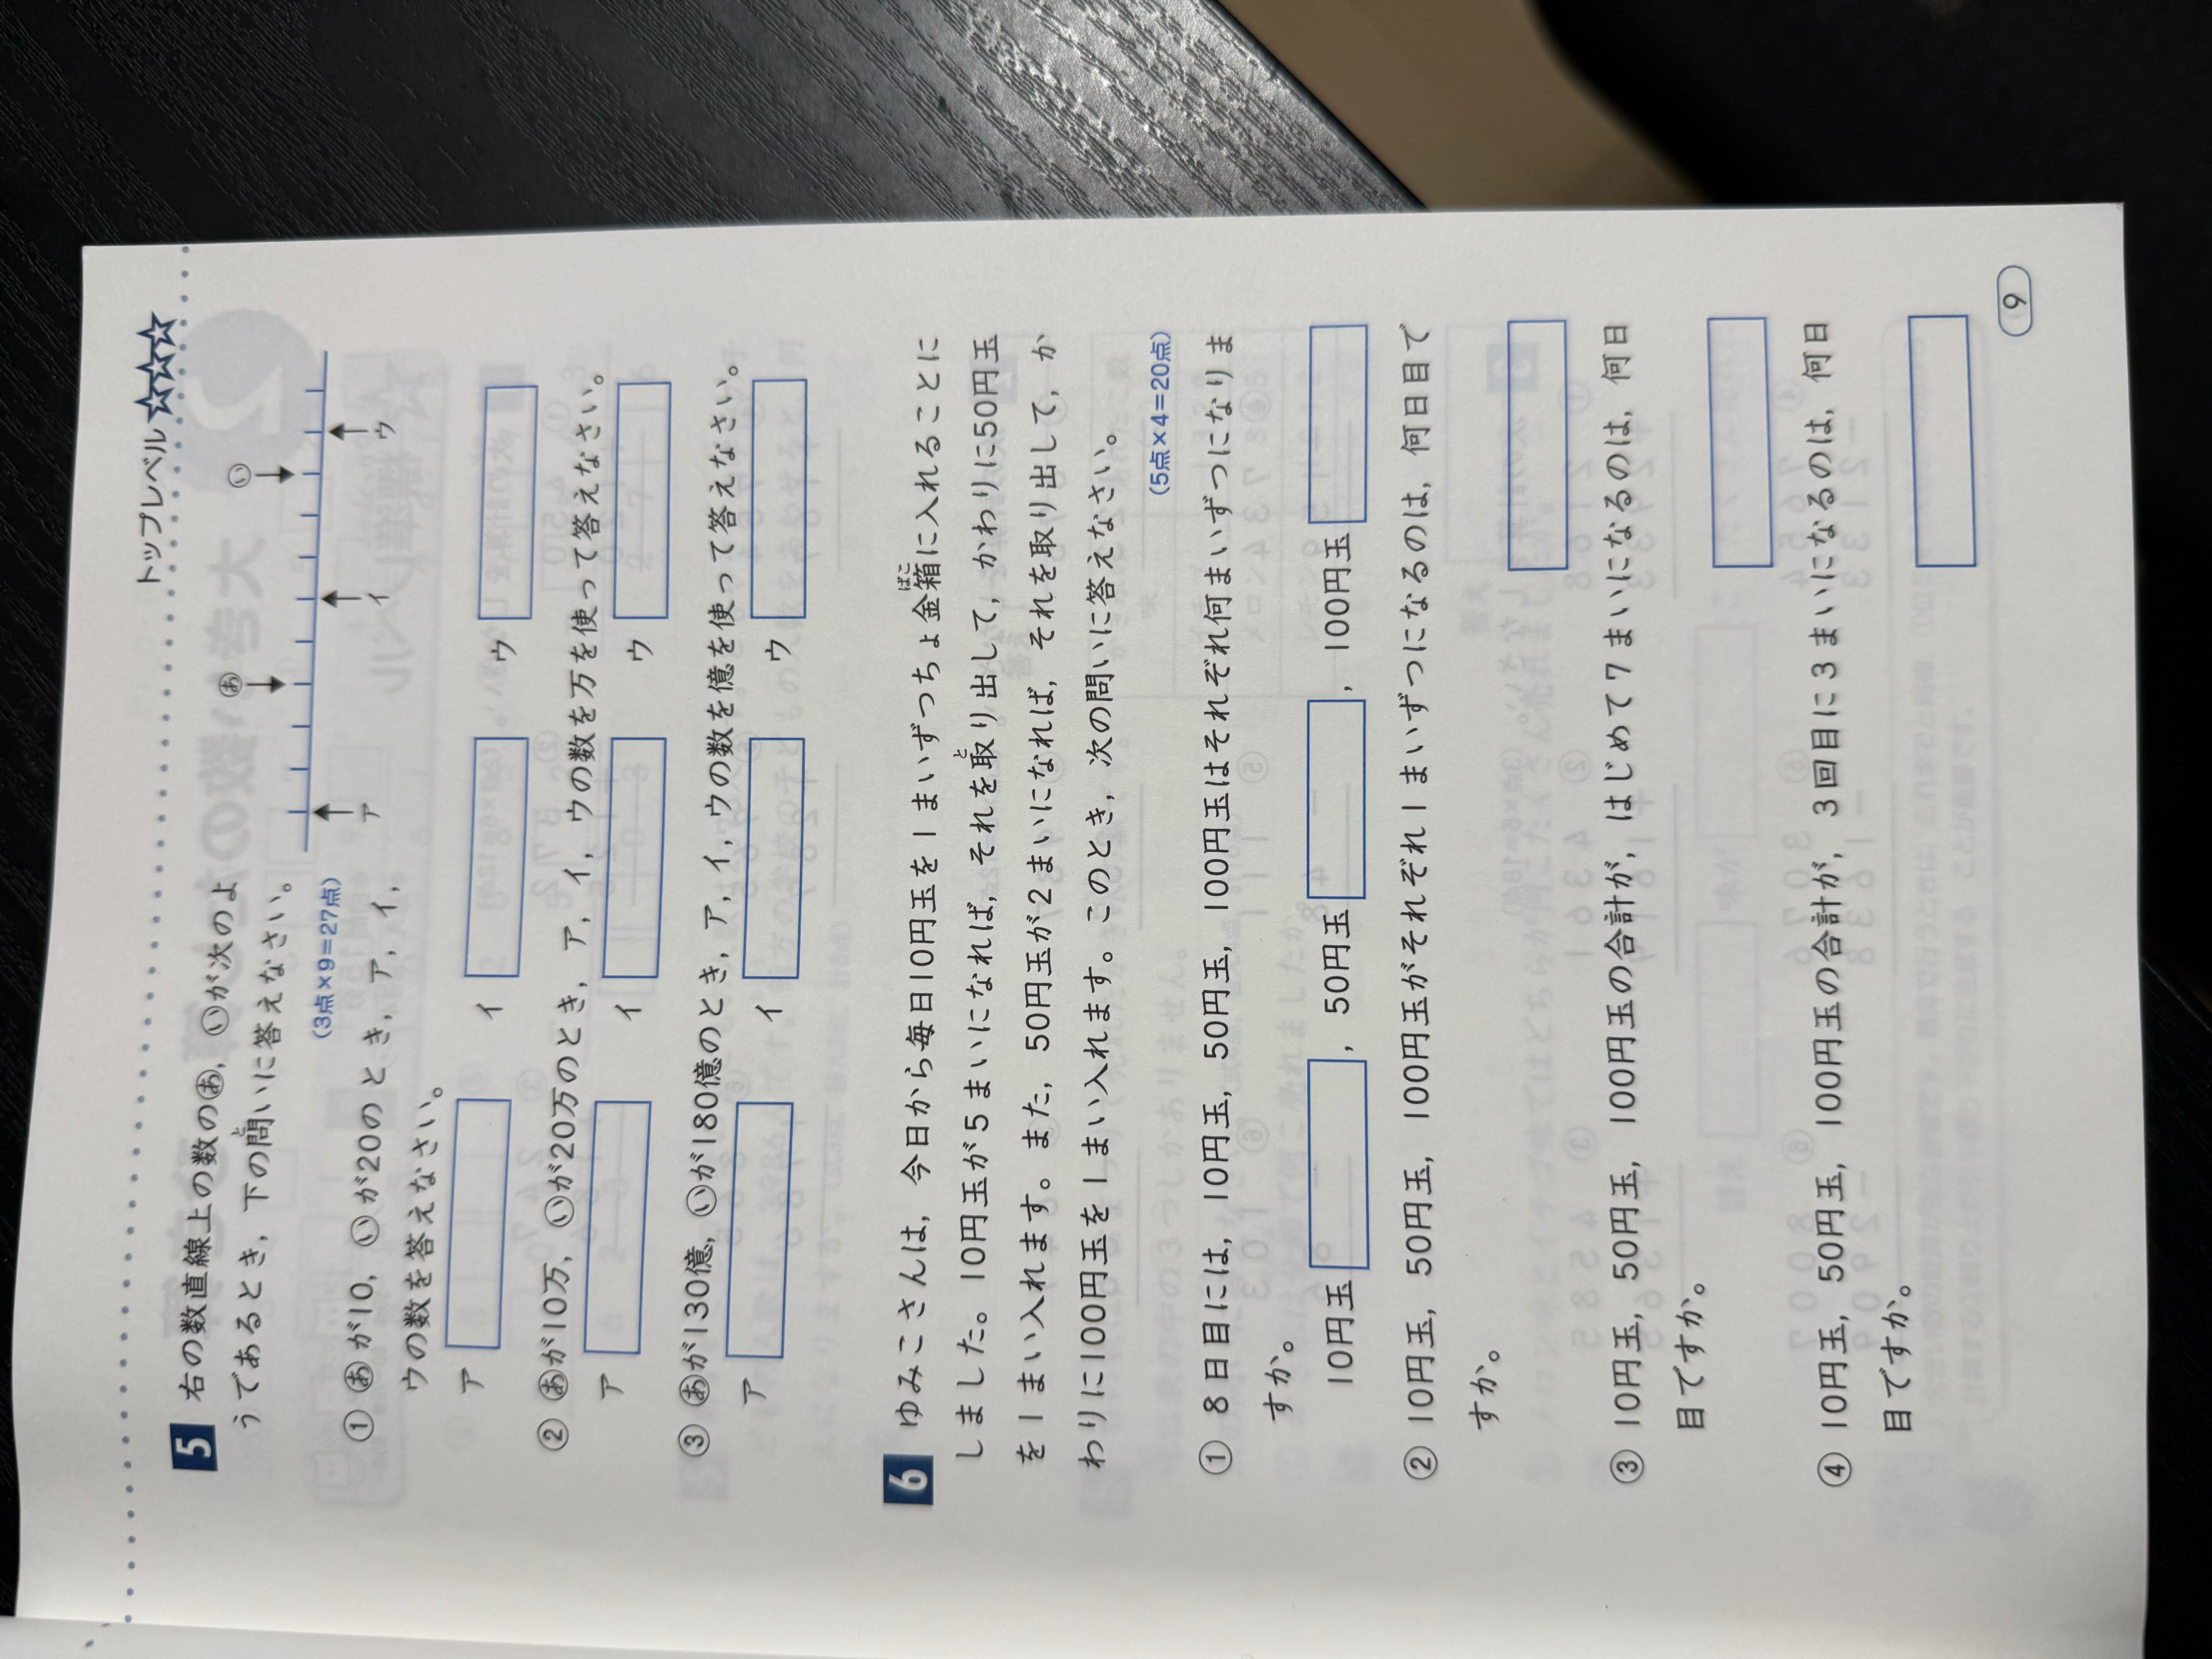 トップレベル
5 右の数直線上の数のあ，いが次のよ
うであるとき，下の問いに答えなさい。
と
(3点×9＝27点)
あ い
ア イ ウ
① あが10，いが20のとき，ア，イ，
ウの数を答えなさい。
ア イ ウ
② あが10万，いが20万のとき，ア，イ，ウの数を万を使って答えなさい。
ア イ ウ
③ あが130億，いが180億のとき，ア，イ，ウの数を億を使って答えなさい。
ア イ ウ
6 ゆみこさんは，今日から毎日10円玉を1まいずつちょ金箱に入れることに
ばこ
しました。10円玉が5まいになれば，それを取り出して，かわりに50円玉
と
を1まい入れます。また，50円玉が2まいになれば，それを取り出して，か
わりに100円玉を1まい入れます。このとき，次の問いに答えなさい。
(5点×4＝20点)
① 8日目には，10円玉，50円玉，100円玉はそれぞれ何まいずつになりま
すか。
10円玉 ，50円玉 ，100円玉
② 10円玉，50円玉，100円玉がそれぞれ1まいずつになるのは，何日目で
すか。
③ 10円玉，50円玉，100円玉の合計が，はじめて7まいになるのは，何日
目ですか。
④ 10円玉，50円玉，100円玉の合計が，3回目に3まいになるのは，何日
目ですか。
9